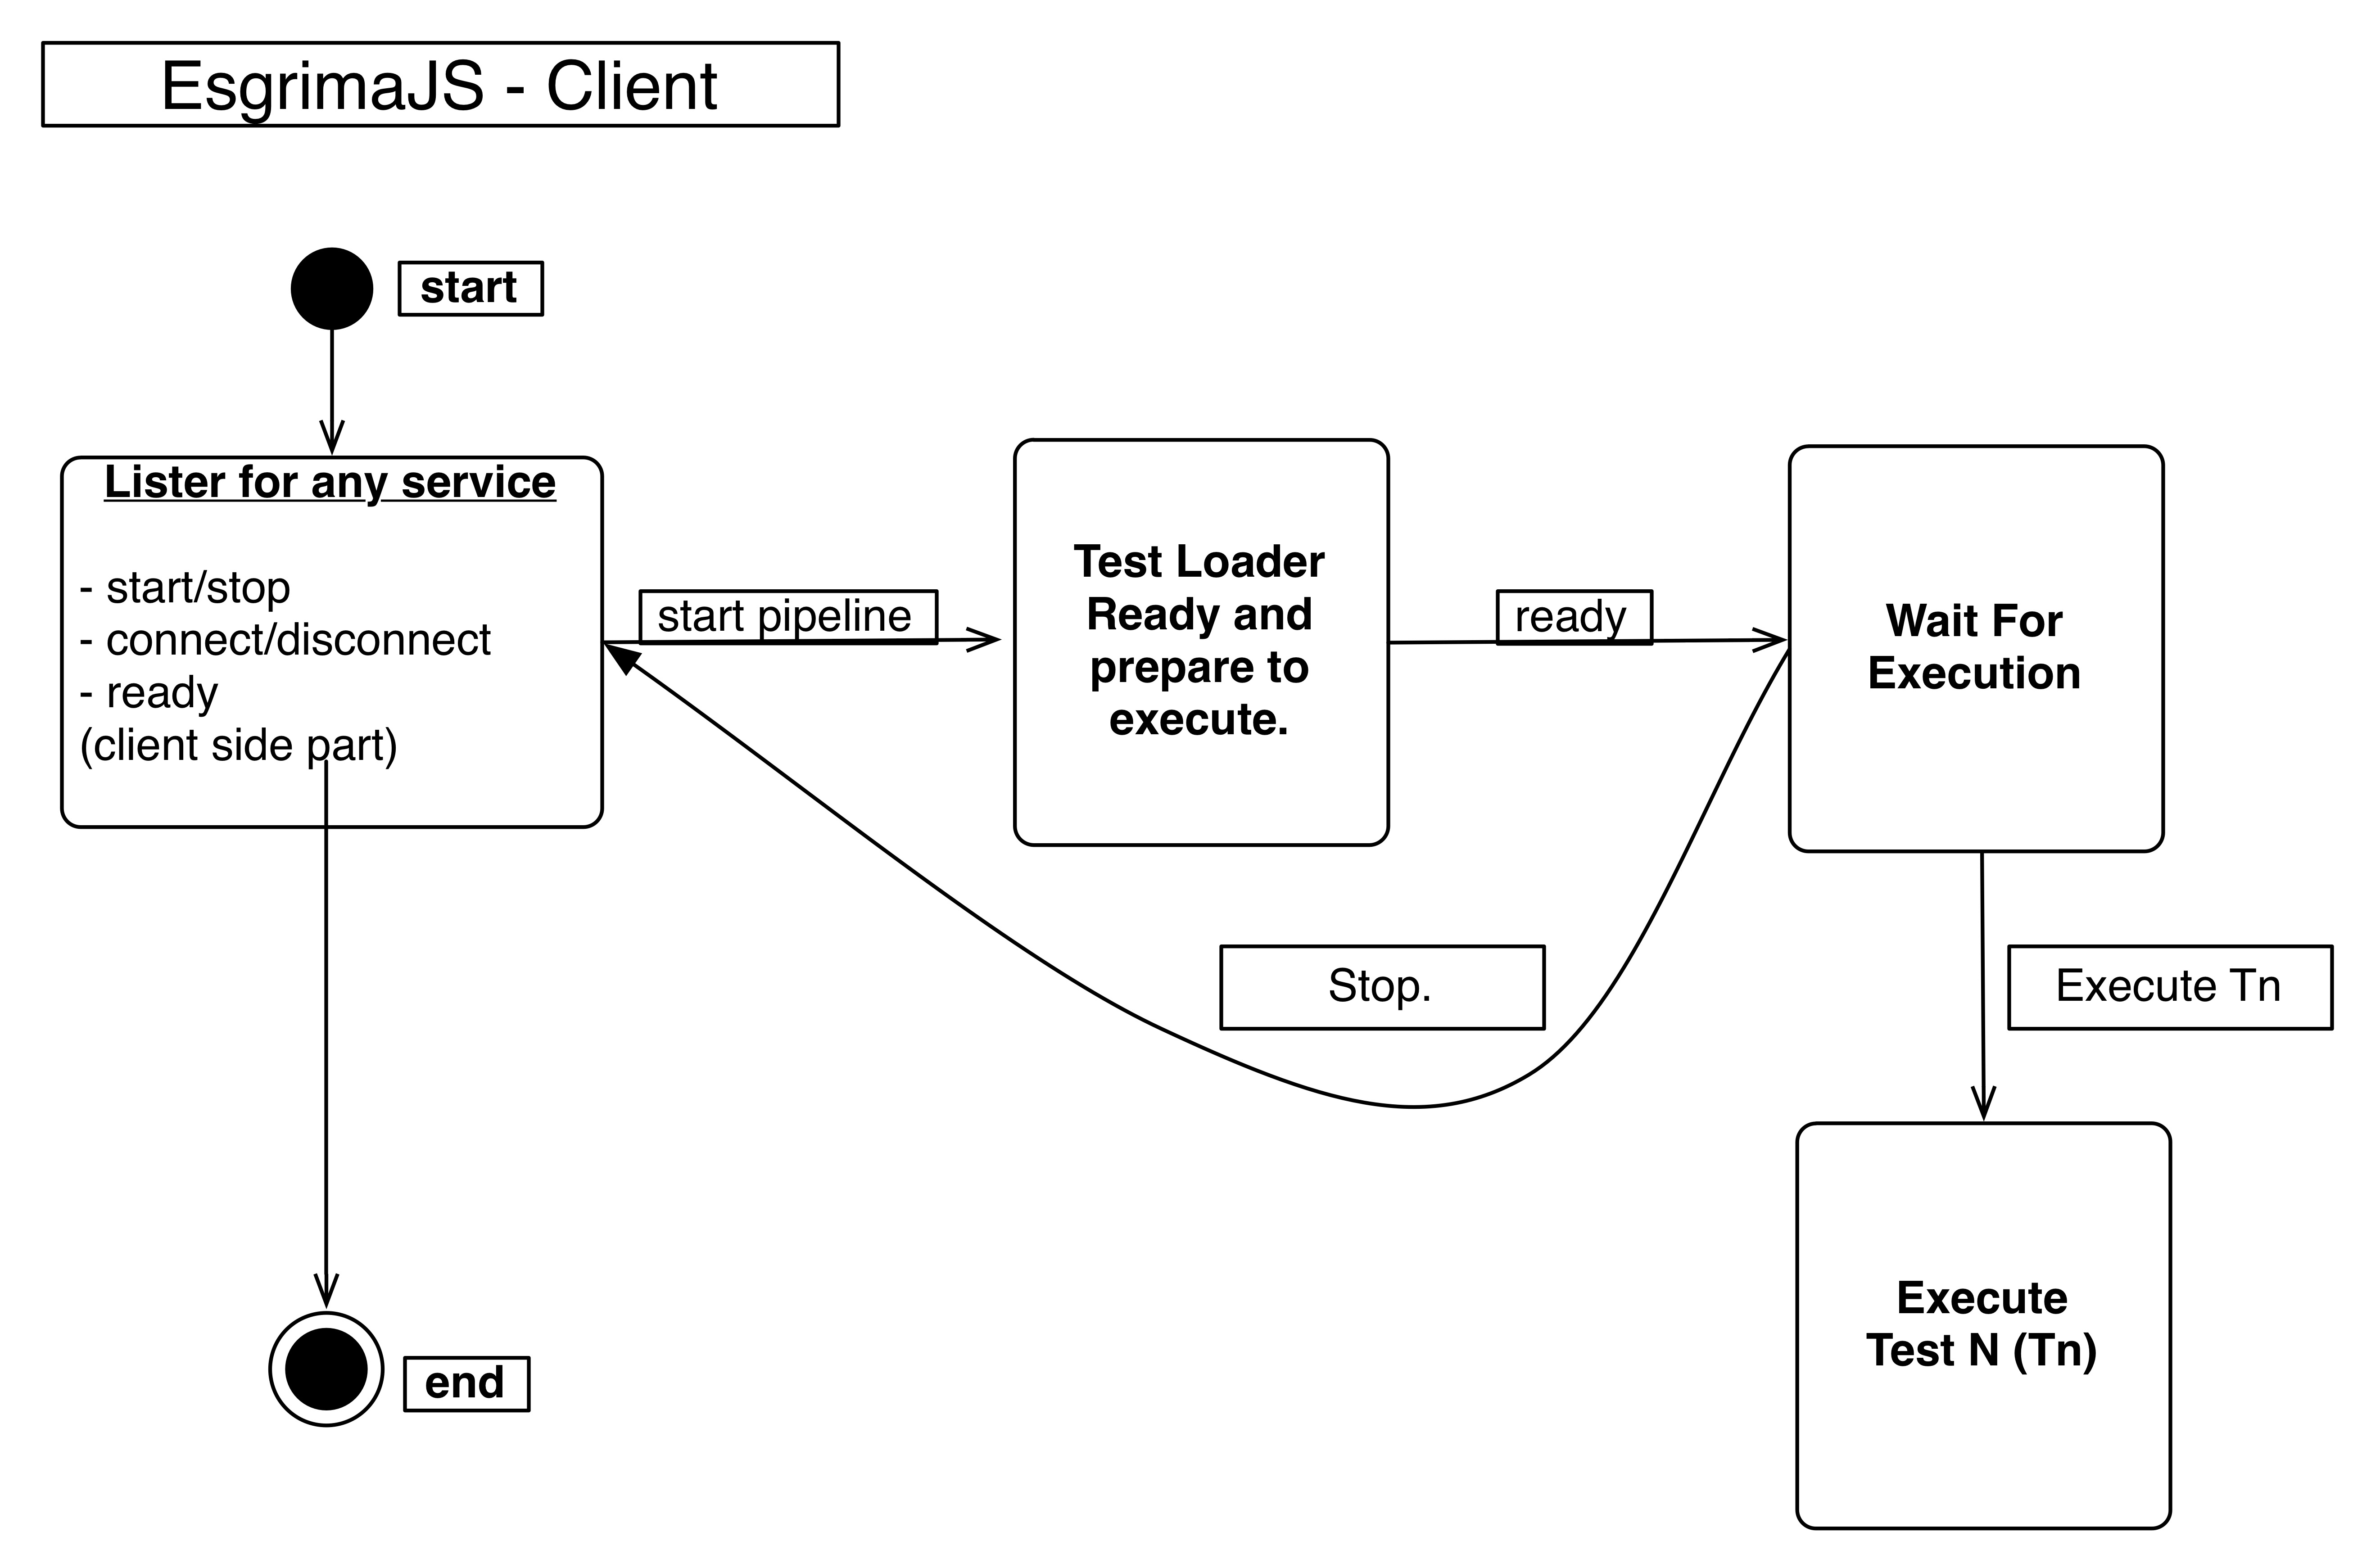 EsgrimaJS - Client
start
Lister for any service
- start/stop
- connect/disconnect
- ready
(client side part)
start pipeline
Test Loader
Ready and
prepare to
execute.
ready
Wait For
Execution
Stop.
Execute Tn
Execute
Test N (Tn)
end